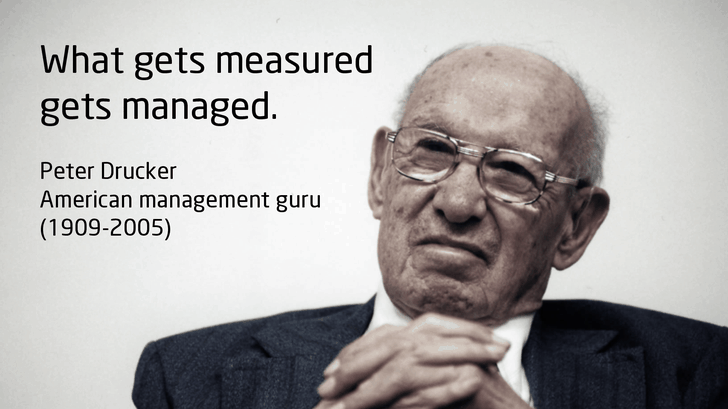 What gets measured
gets managed.
Peter Drucker
American management guru
(1909-2005)